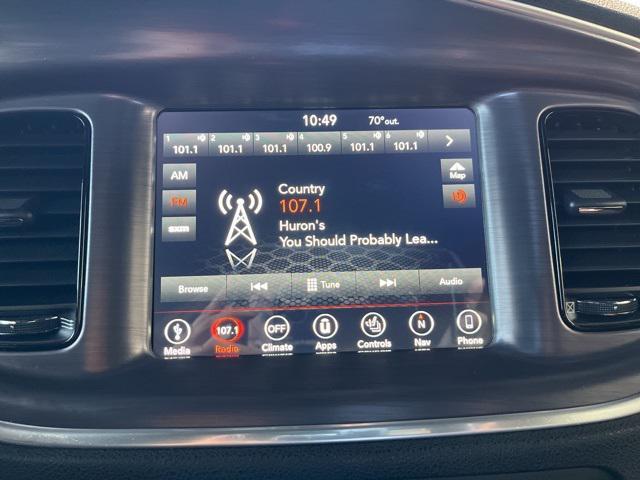 10:49 70°out.
1 2 3 4 5 6
101.1 101.1 101.1 100.9 101.1 101.1
AM
FM
sxm
Map
Country
107.1
Huron's
You Should Probably Lea...
Browse Tune Audio
107.1 OFF N
Media Radio Climate Apps Controls Nav Phone